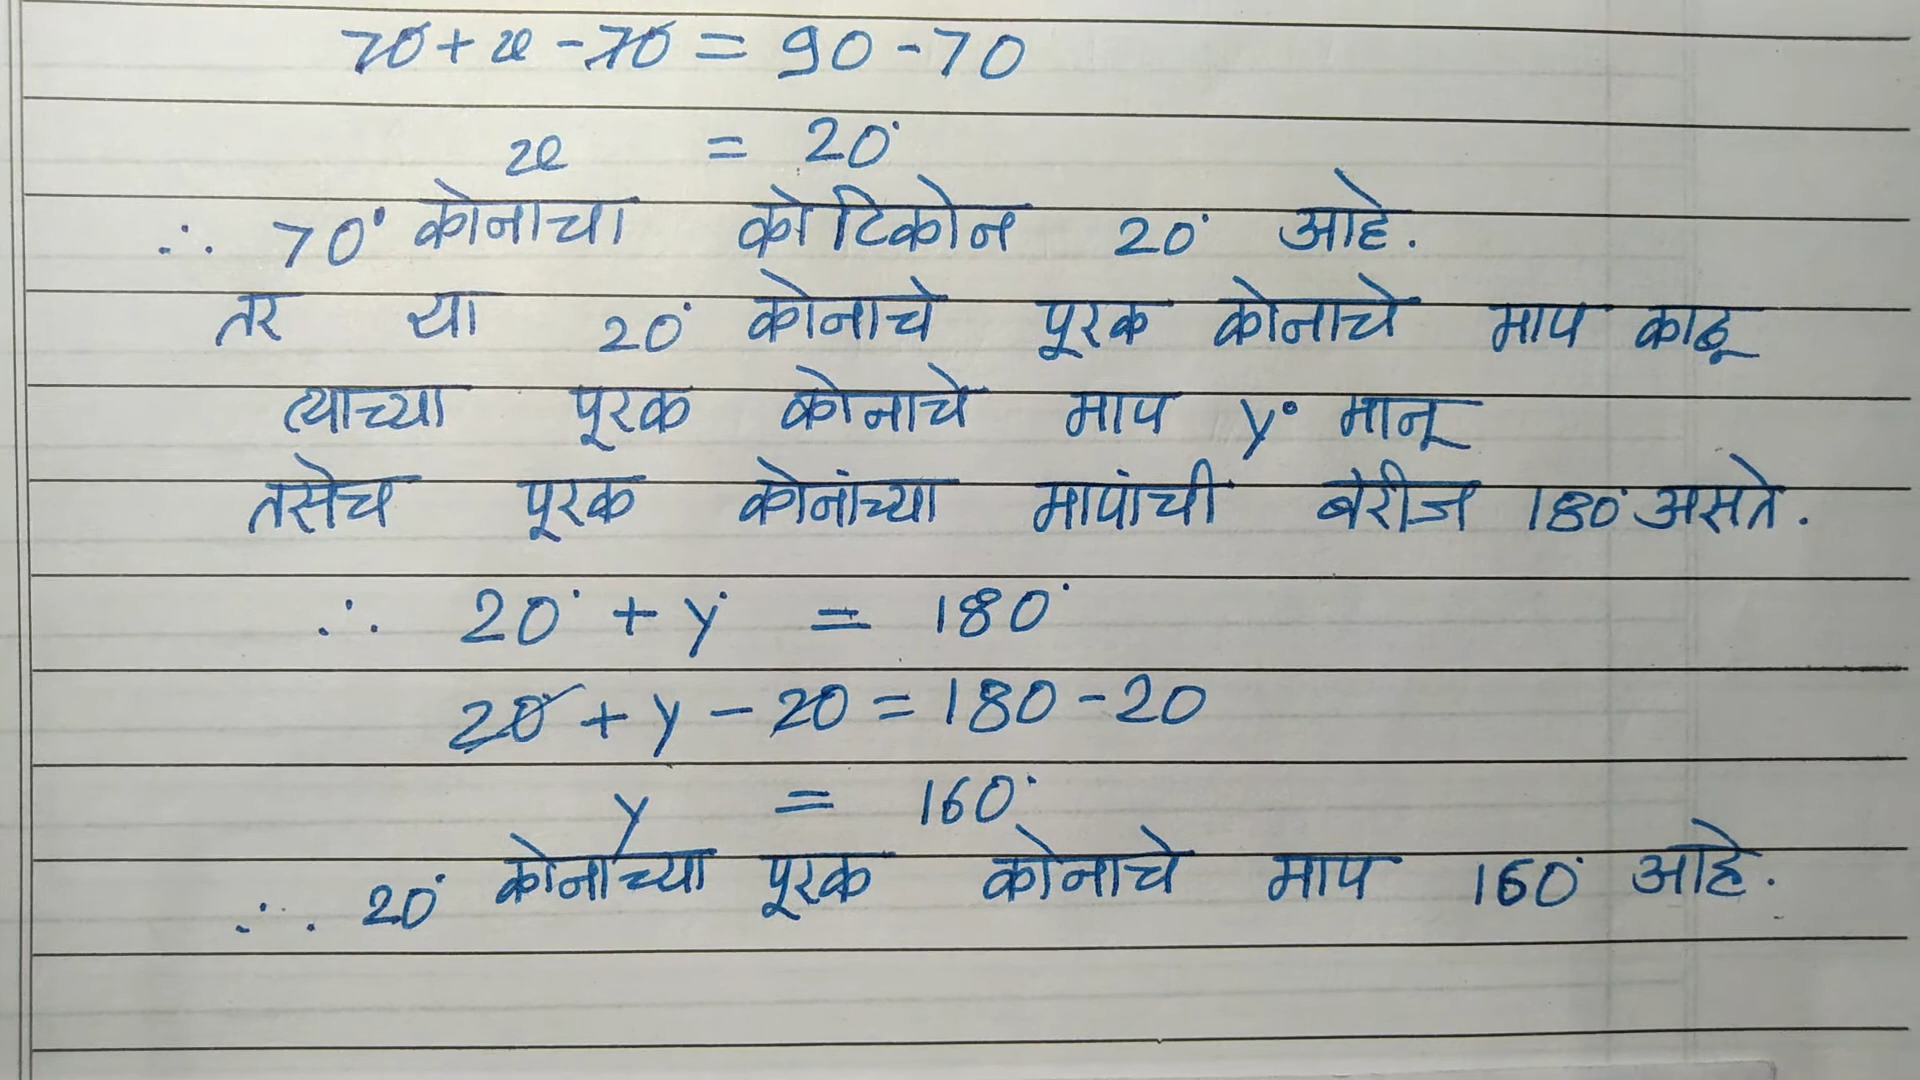 70 + x - 70 = 90 - 70
x = 20°
∴ 70° कोनाचा कोटिकोन 20° आहे.
तर या 20° कोनाचे पूरक कोनाचे माप काढू
त्याच्या पूरक कोनाचे माप y° मानू
तसेच पूरक कोनांच्या मापांची बेरीज 180° असते.
∴ 20° + y° = 180°
20 + y - 20 = 180 - 20
y = 160°
∴ 20° कोनाच्या पूरक कोनाचे माप 160° आहे.